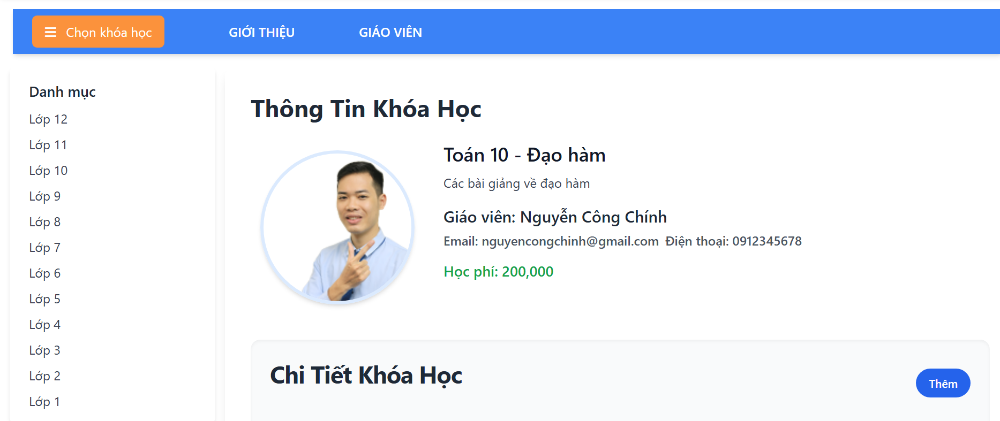 Chọn khóa học
GIỚI THIỆU
GIÁO VIÊN
Danh mục
Lớp 12
Lớp 11
Lớp 10
Lớp 9
Lớp 8
Lớp 7
Lớp 6
Lớp 5
Lớp 4
Lớp 3
Lớp 2
Lớp 1
Thông Tin Khóa Học
Toán 10 - Đạo hàm
Các bài giảng về đạo hàm
Giáo viên: Nguyễn Công Chính
Email: nguyencongchinh@gmail.com Điện thoại: 0912345678
Học phí: 200,000
Chi Tiết Khóa Học
Thêm